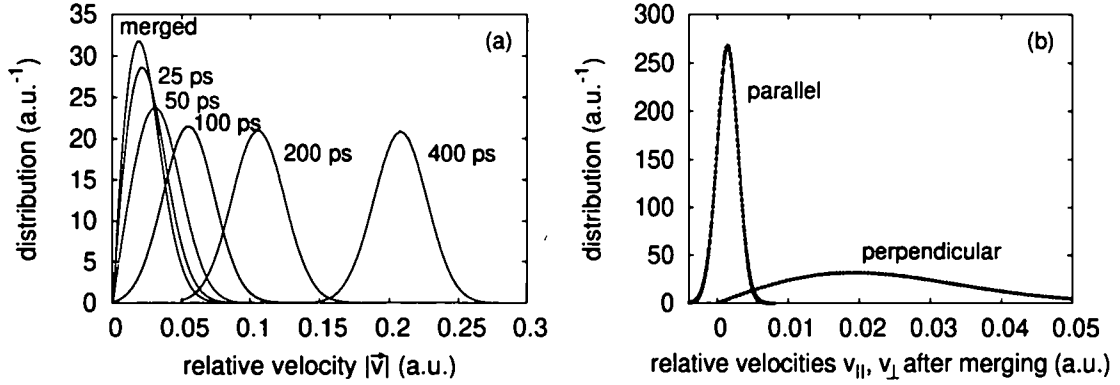 (a)
merged
25 ps
50 ps
100 ps
200 ps
400 ps
distribution (a.u.⁻¹)
35
30
25
20
15
10
5
0
0 0.05 0.1 0.15 0.2 0.25 0.3
relative velocity |v⃗| (a.u.)
(b)
parallel
perpendicular
distribution (a.u.⁻¹)
300
250
200
150
100
50
0
0 0.01 0.02 0.03 0.04 0.05
relative velocities v||, v⊥ after merging (a.u.)